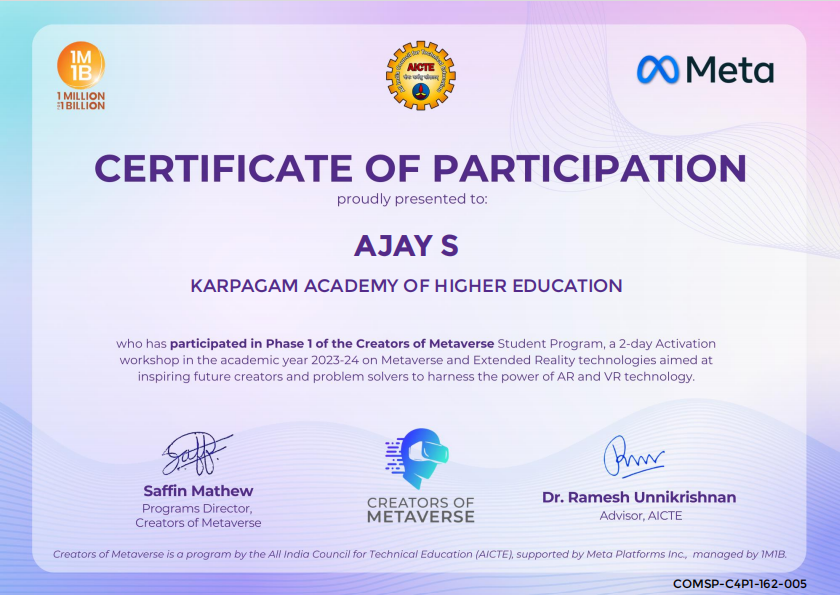 1M
1B
1 MILLION
1 BILLION
AICTE
Meta
CERTIFICATE OF PARTICIPATION
proudly presented to:
AJAY S
KARPAGAM ACADEMY OF HIGHER EDUCATION
who has participated in Phase 1 of the Creators of Metaverse Student Program, a 2-day Activation
workshop in the academic year 2023-24 on Metaverse and Extended Reality technologies aimed at
inspiring future creators and problem solvers to harness the power of AR and VR technology.
Saffin Mathew
Programs Director,
Creators of Metaverse
CREATORS OF
METAVERSE
Dr. Ramesh Unnikrishnan
Advisor, AICTE
Creators of Metaverse is a program by the All India Council for Technical Education (AICTE), supported by Meta Platforms Inc., managed by 1M1B.
COMSP-C4P1-162-005